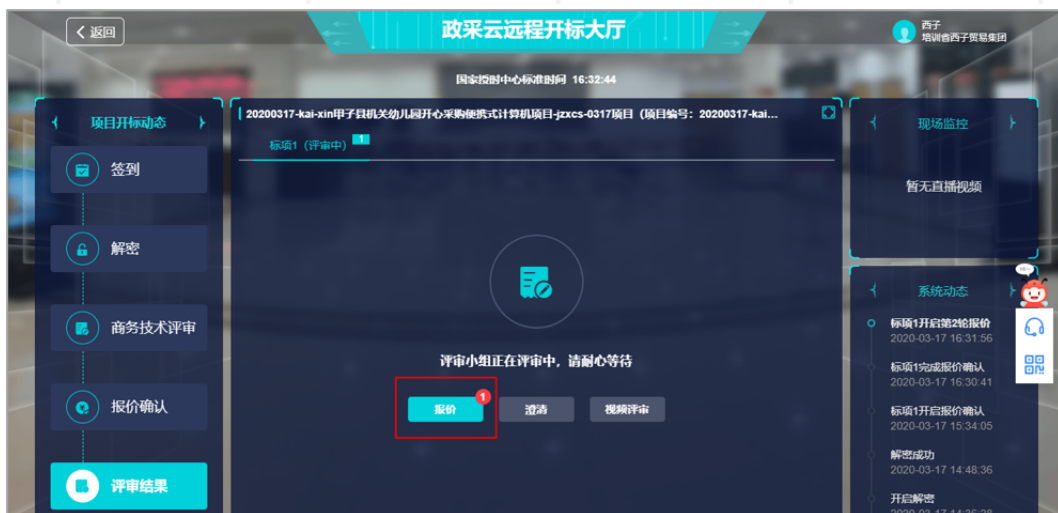 返回
政采云远程开标大厅
西子
培训省西子贸易集团
国家授时中心标准时间 16:32:44
项目开标动态
签到
解密
商务技术评审
报价确认
评审结果
20200317-kai-xin甲子县机关幼儿园开心采购便携式计算机项目-jzxcs-0317项目（项目编号：20200317-kai...
标项1（评审中） 1
评审小组正在评审中，请耐心等待
报价 1
澄清
视频评审
现场监控
暂无直播视频
系统动态
标项1开启第2轮报价
2020-03-17 16:31:56
标项1完成报价确认
2020-03-17 16:30:41
标项1开启报价确认
2020-03-17 15:34:05
解密成功
2020-03-17 14:48:36
开启解密